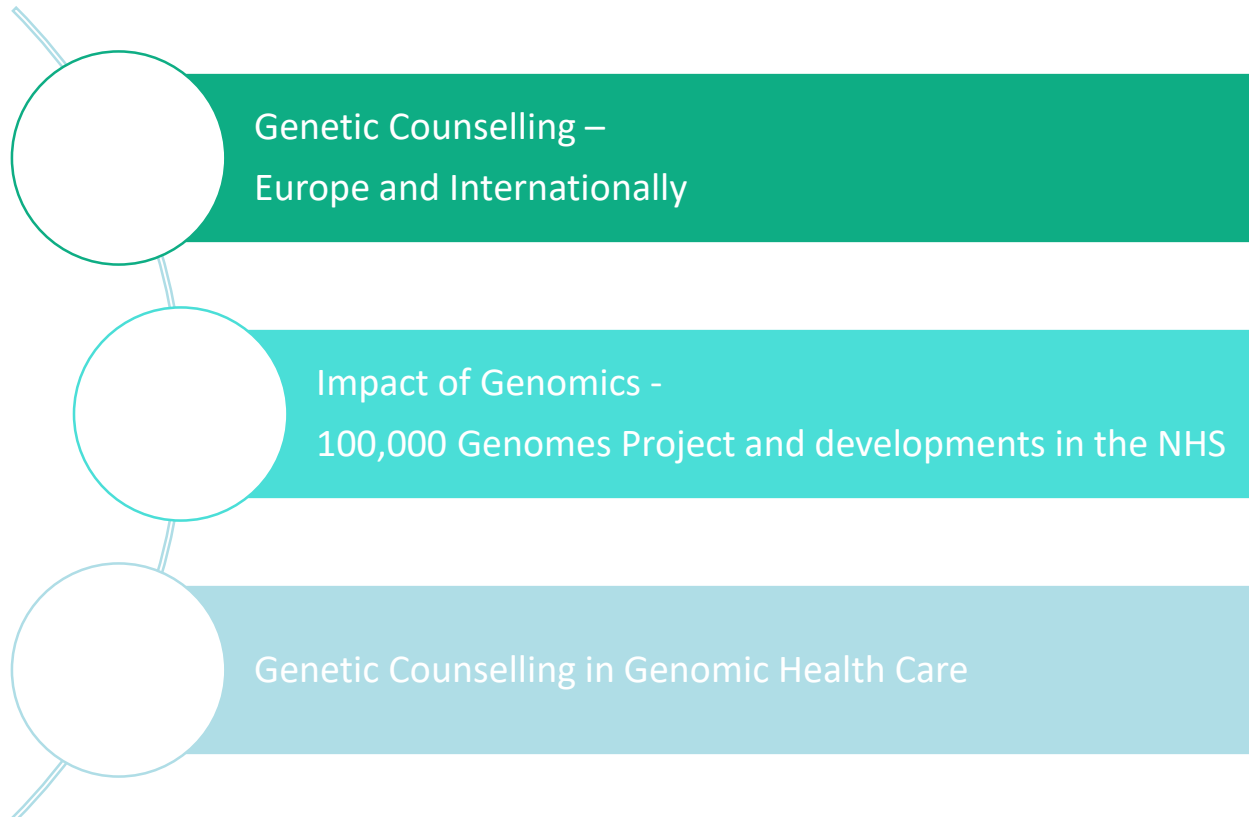 Genetic Counselling –
Europe and Internationally
Impact of Genomics -
100,000 Genomes Project and developments in the NHS
Genetic Counselling in Genomic Health Care